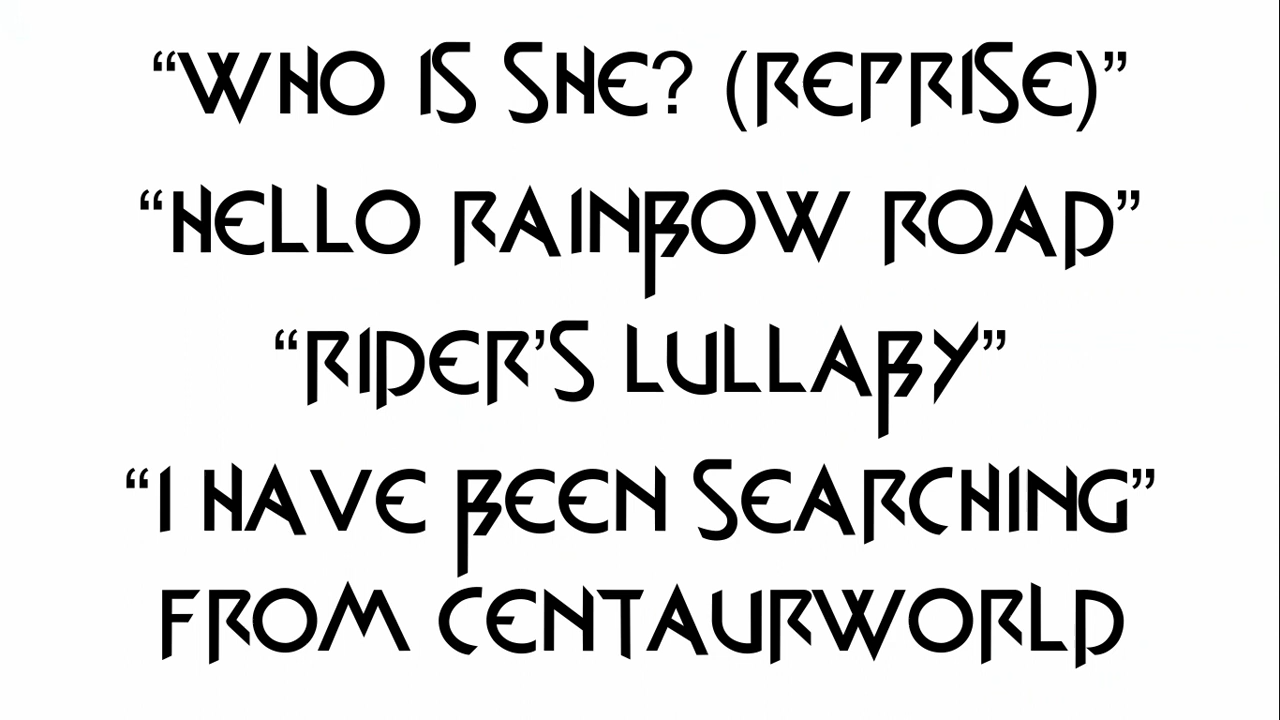 “WHO IS SHE? (REPRISE)”
“HELLO RAINBOW ROAD”
“RIDER’S LULLABY”
“I HAVE BEEN SEARCHING”
FROM CENTAURWORLD